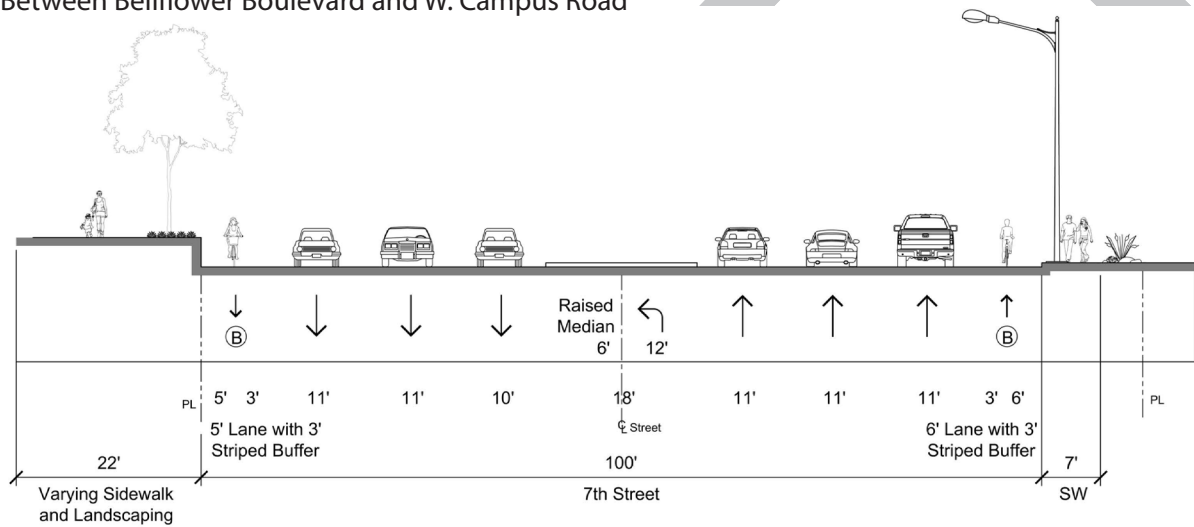 Between Bellflower Boulevard and W. Campus Road
Raised
Median
6' 12'
B
B
PL 5' 3' 11' 11' 10' 18' 11' 11' 11' 3' 6' PL
℄ Street
5' Lane with 3'
Striped Buffer
6' Lane with 3'
Striped Buffer
22' 100' 7'
Varying Sidewalk
and Landscaping
7th Street
SW